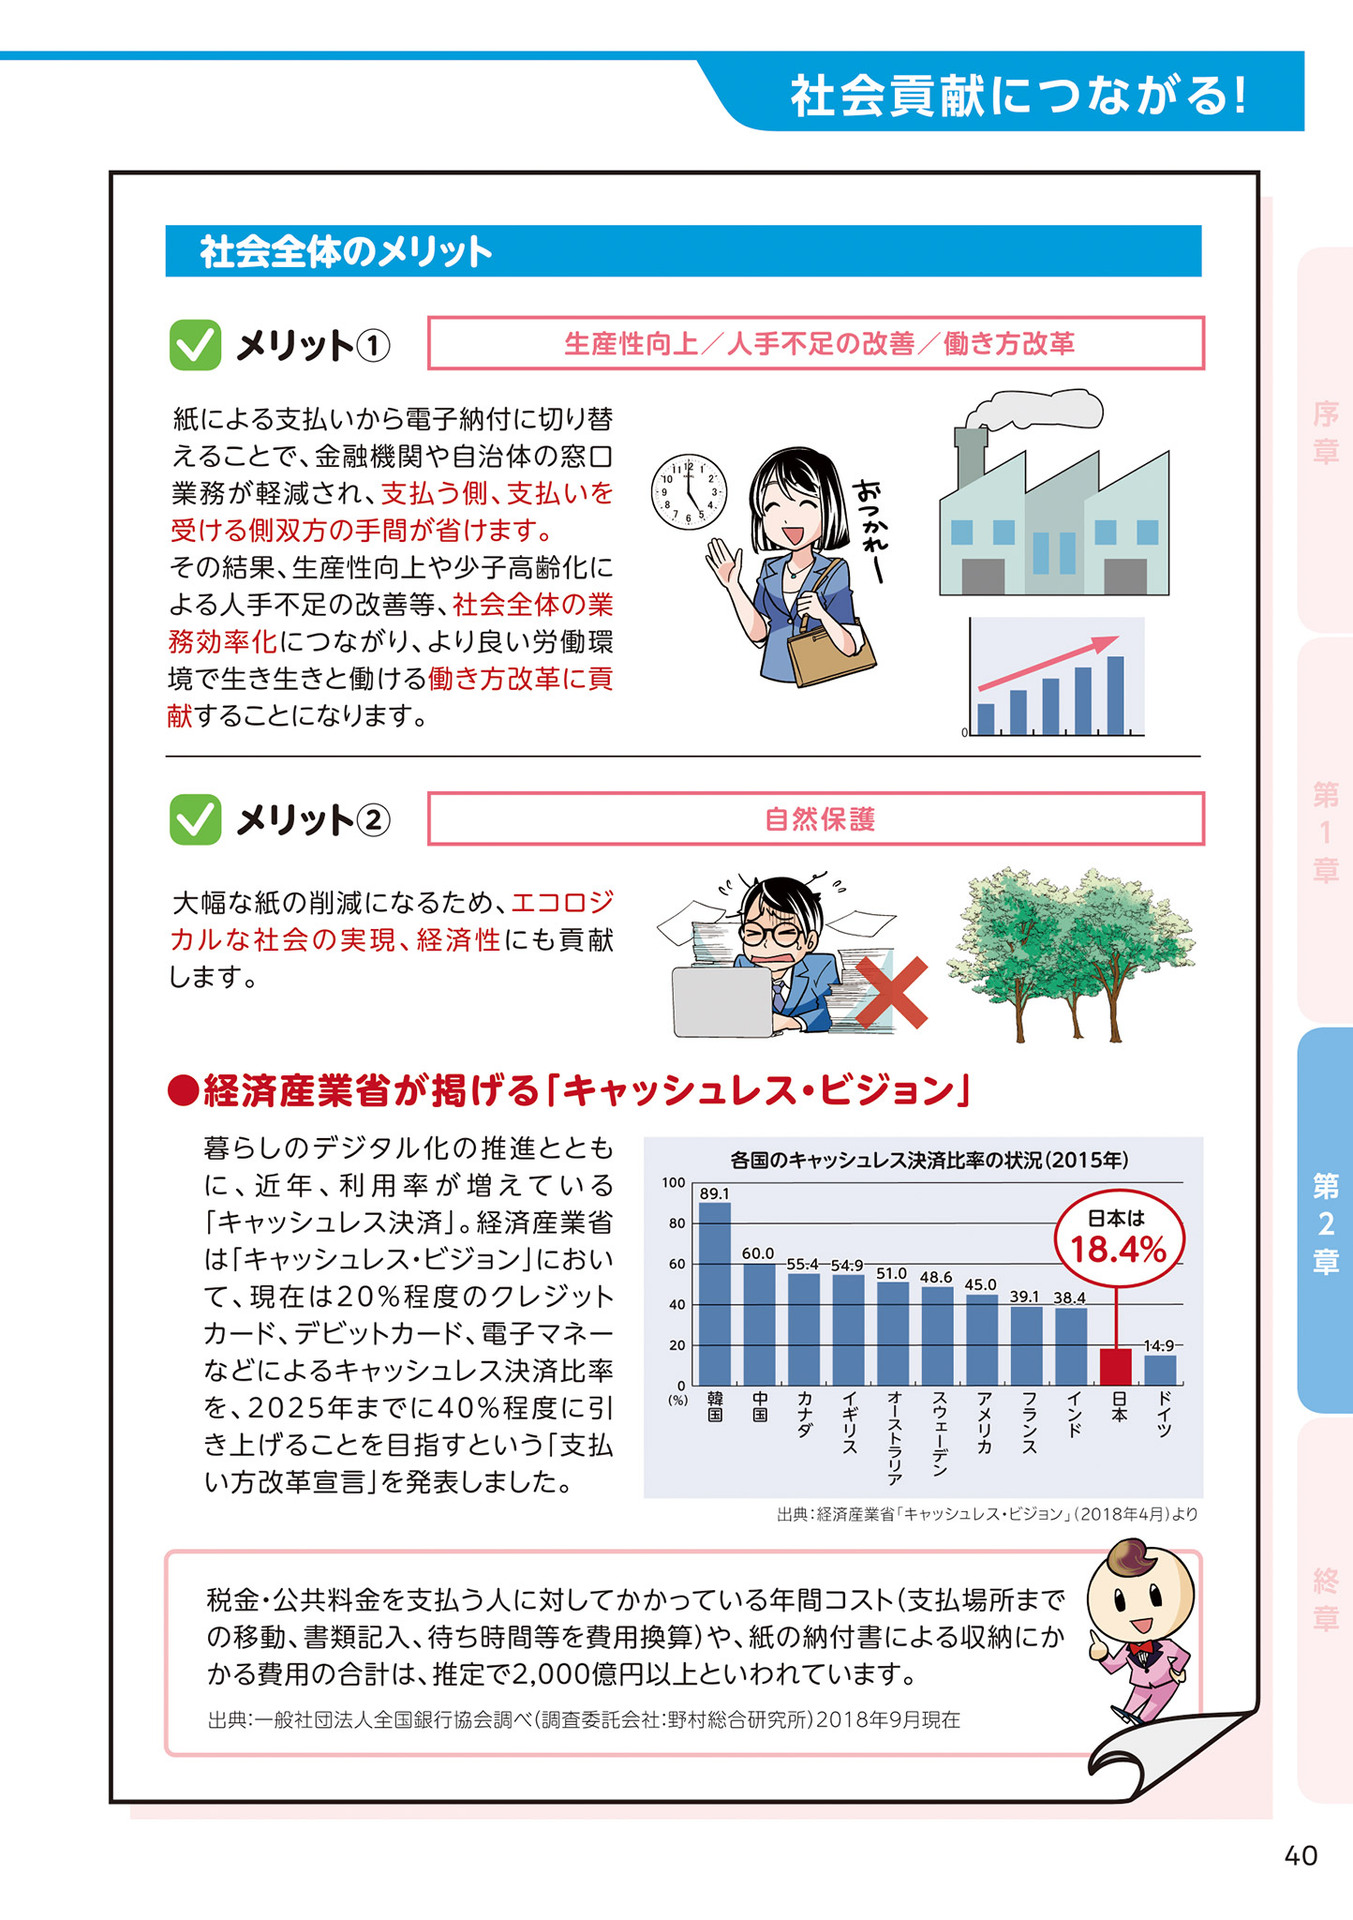 社会貢献につながる!
社会全体のメリット
メリット①
生産性向上／人手不足の改善／働き方改革
紙による支払いから電子納付に切り替
えることで、金融機関や自治体の窓口
業務が軽減され、支払う側、支払いを
受ける側双方の手間が省けます。
その結果、生産性向上や少子高齢化に
よる人手不足の改善等、社会全体の業
務効率化につながり、より良い労働環
境で生き生きと働ける働き方改革に貢
献することになります。
12 1 2 3 4 5 6 7 8 9 10 11
おつかれー
0
メリット②
自然保護
大幅な紙の削減になるため、エコロジ
カルな社会の実現、経済性にも貢献
します。
●経済産業省が掲げる「キャッシュレス・ビジョン」
暮らしのデジタル化の推進ととも
に、近年、利用率が増えている
「キャッシュレス決済」。経済産業省
は「キャッシュレス・ビジョン」におい
て、現在は20%程度のクレジット
カード、デビットカード、電子マネー
などによるキャッシュレス決済比率
を、2025年までに40%程度に引
き上げることを目指すという「支払
い方改革宣言」を発表しました。
各国のキャッシュレス決済比率の状況(2015年)
100
80
60
40
20
0
(%)
89.1
60.0
55.4
54.9
51.0
48.6
45.0
39.1
38.4
14.9
日本は
18.4%
韓国
中国
カナダ
イギリス
オーストラリア
スウェーデン
アメリカ
フランス
インド
日本
ドイツ
出典:経済産業省「キャッシュレス・ビジョン」(2018年4月)より
税金・公共料金を支払う人に対してかかっている年間コスト(支払場所まで
の移動、書類記入、待ち時間等を費用換算)や、紙の納付書による収納にか
かる費用の合計は、推定で2,000億円以上といわれています。
出典:一般社団法人全国銀行協会調べ(調査委託会社:野村総合研究所)2018年9月現在
序章
第1章
第2章
終章
40